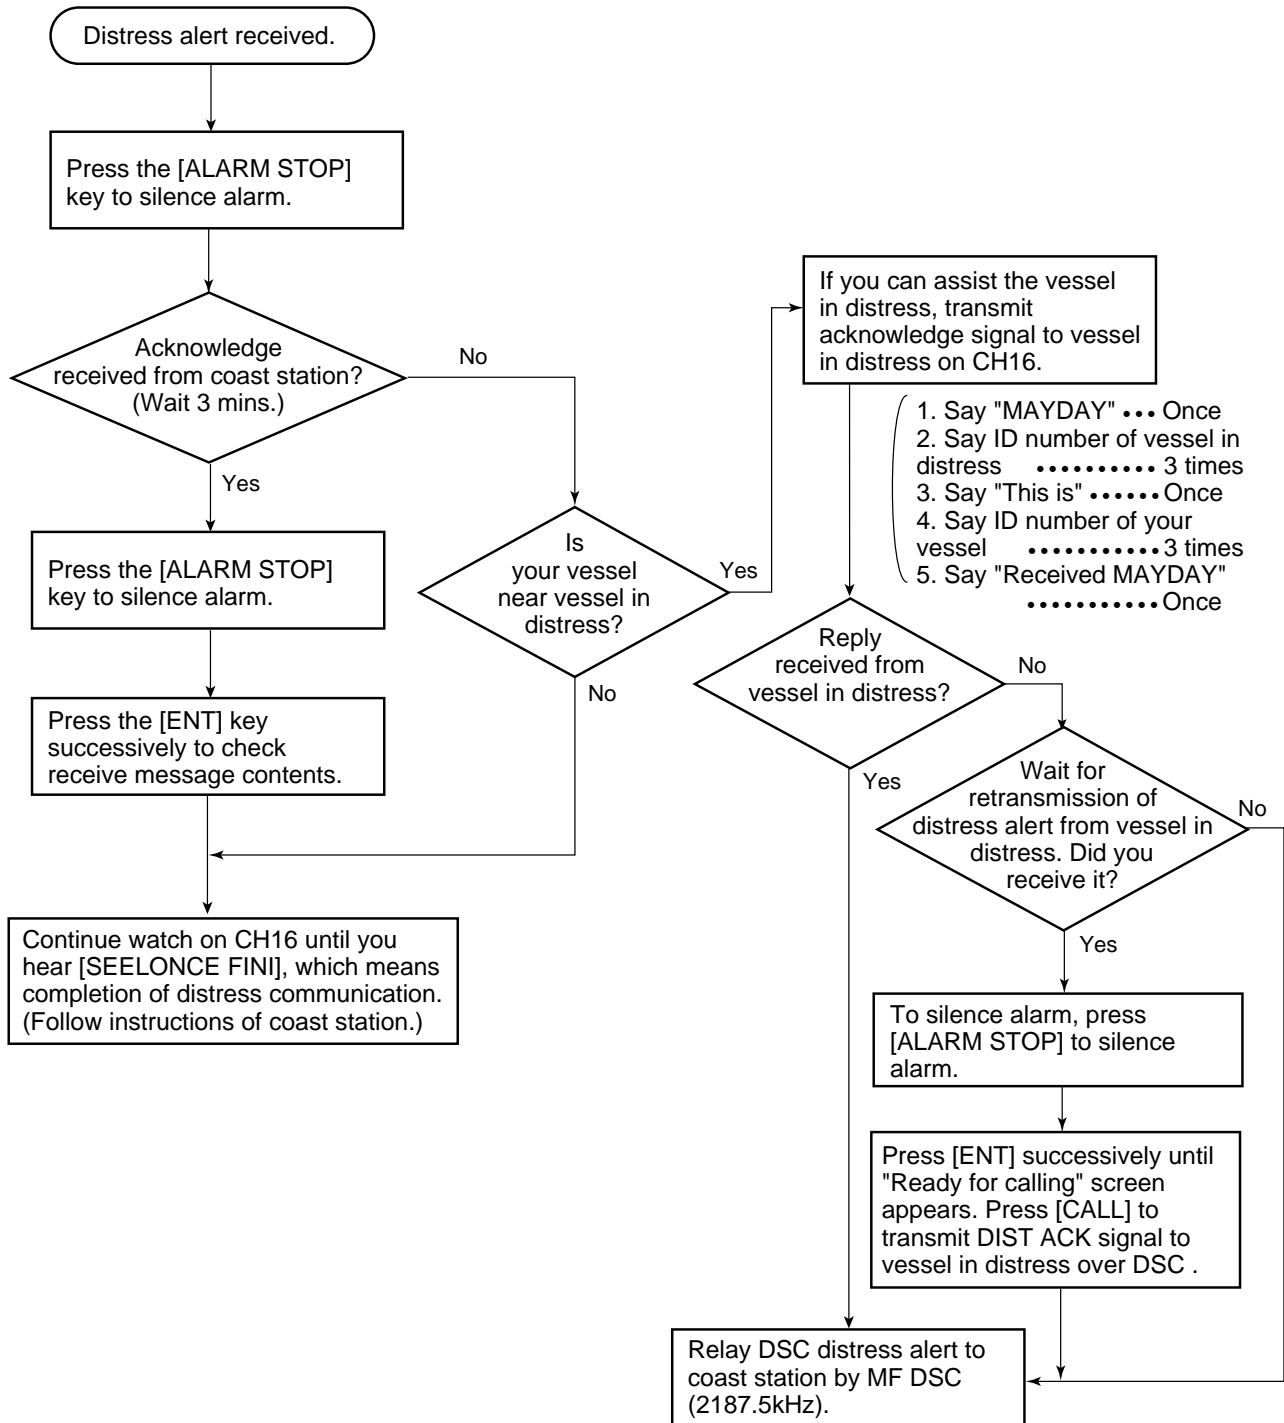 Distress alert received.
Press the [ALARM STOP]
key to silence alarm.
Acknowledge
received from coast station?
(Wait 3 mins.)
No
Yes
Press the [ALARM STOP]
key to silence alarm.
Press the [ENT] key
successively to check
receive message contents.
Continue watch on CH16 until you
hear [SEELONCE FINI], which means
completion of distress communication.
(Follow instructions of coast station.)
Is
your vessel
near vessel in
distress?
Yes
No
If you can assist the vessel
in distress, transmit
acknowledge signal to vessel
in distress on CH16.
1. Say "MAYDAY" ••• Once
2. Say ID number of vessel in
distress •••••••••• 3 times
3. Say "This is" •••••• Once
4. Say ID number of your
vessel ••••••••••• 3 times
5. Say "Received MAYDAY"
••••••••••• Once
Reply
received from
vessel in distress?
No
Yes
Wait for
retransmission of
distress alert from vessel in
distress. Did you
receive it?
No
Yes
To silence alarm, press
[ALARM STOP] to silence
alarm.
Press [ENT] successively until
"Ready for calling" screen
appears. Press [CALL] to
transmit DIST ACK signal to
vessel in distress over DSC .
Relay DSC distress alert to
coast station by MF DSC
(2187.5kHz).